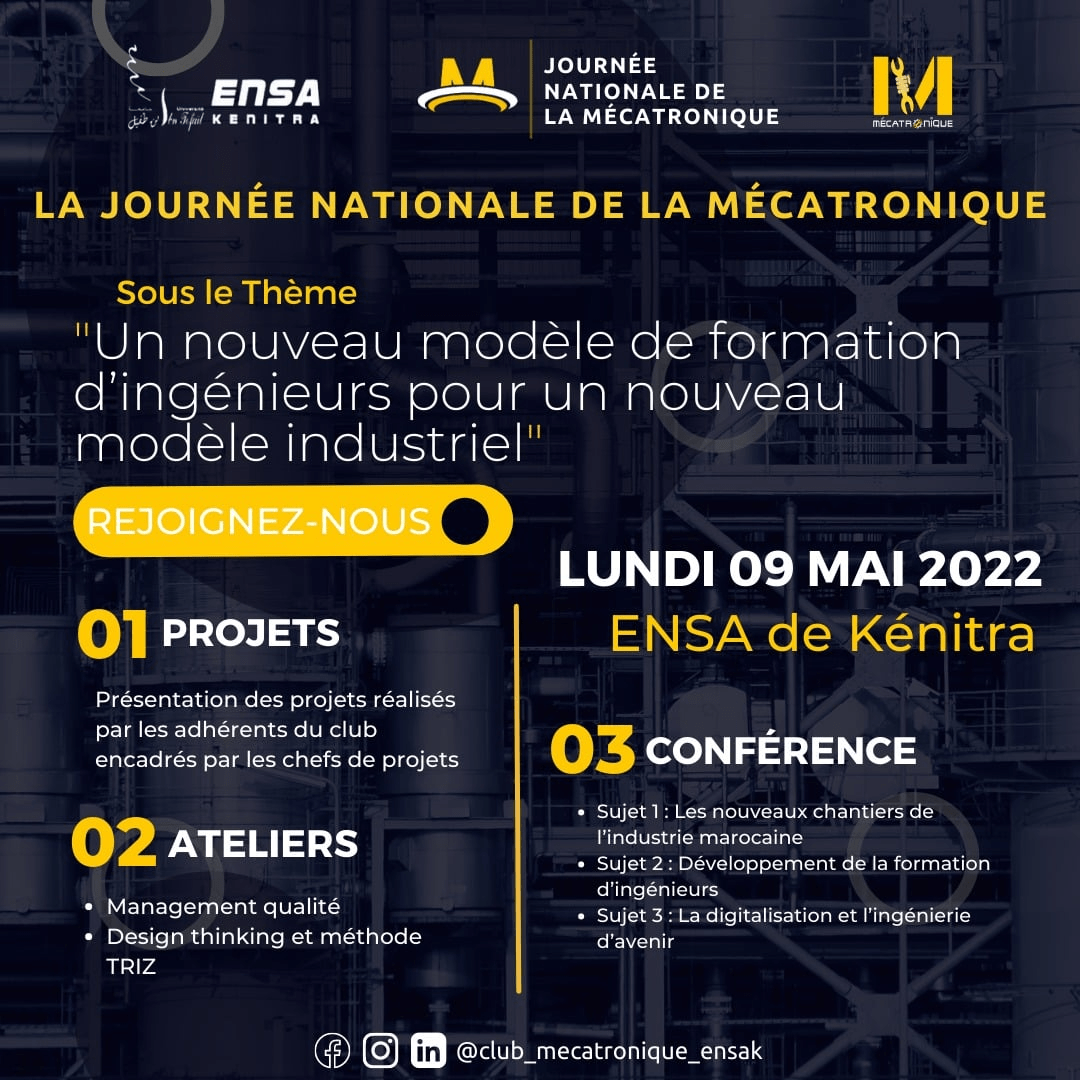 ENSA
KENITRA
Université
Ibn Tofail
JOURNÉE
NATIONALE DE
LA MÉCATRONIQUE
M
MÉCATRONIQUE
LA JOURNÉE NATIONALE DE LA MÉCATRONIQUE
Sous le Thème
"Un nouveau modèle de formation
d'ingénieurs pour un nouveau
modèle industriel"
REJOIGNEZ-NOUS
LUNDI 09 MAI 2022
ENSA de Kénitra
01 PROJETS
Présentation des projets réalisés
par les adhérents du club
encadrés par les chefs de projets
02 ATELIERS
• Management qualité
• Design thinking et méthode
TRIZ
03 CONFÉRENCE
• Sujet 1 : Les nouveaux chantiers de
l'industrie marocaine
• Sujet 2 : Développement de la formation
d'ingénieurs
• Sujet 3 : La digitalisation et l'ingénierie
d'avenir
@club_mecatronique_ensak